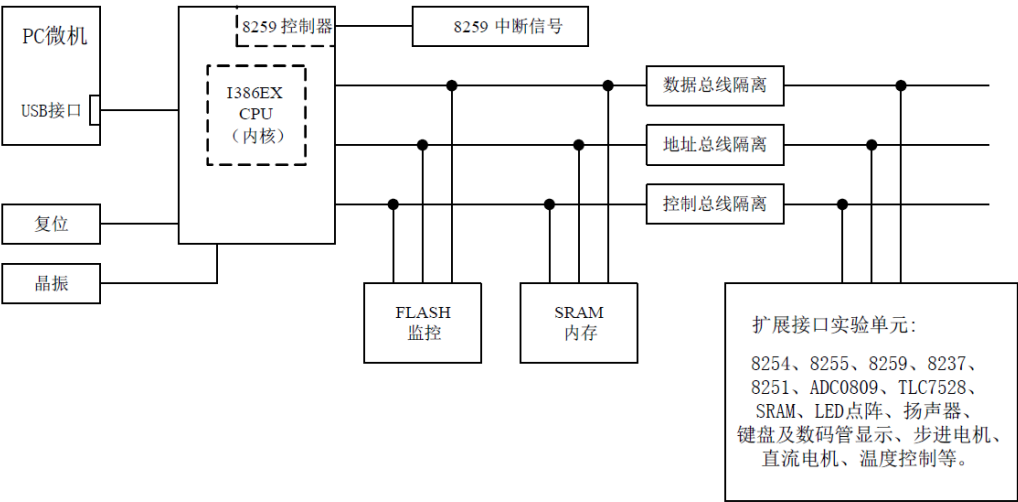 PC微机
USB接口
8259 控制器
8259 中断信号
I386EX
CPU
（内核）
数据总线隔离
地址总线隔离
控制总线隔离
复位
晶振
FLASH
监控
SRAM
内存
扩展接口实验单元:
8254、8255、8259、8237、
8251、ADC0809、TLC7528、
SRAM、LED点阵、扬声器、
键盘及数码管显示、步进电机、
直流电机、温度控制等。